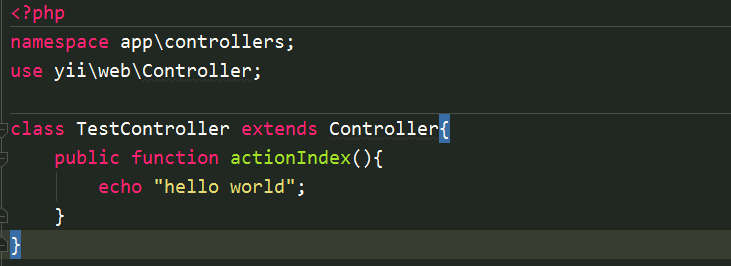 <?php
namespace app\controllers;
use yii\web\Controller;
class TestController extends Controller{
    public function actionIndex(){
        echo "hello world";
    }
}